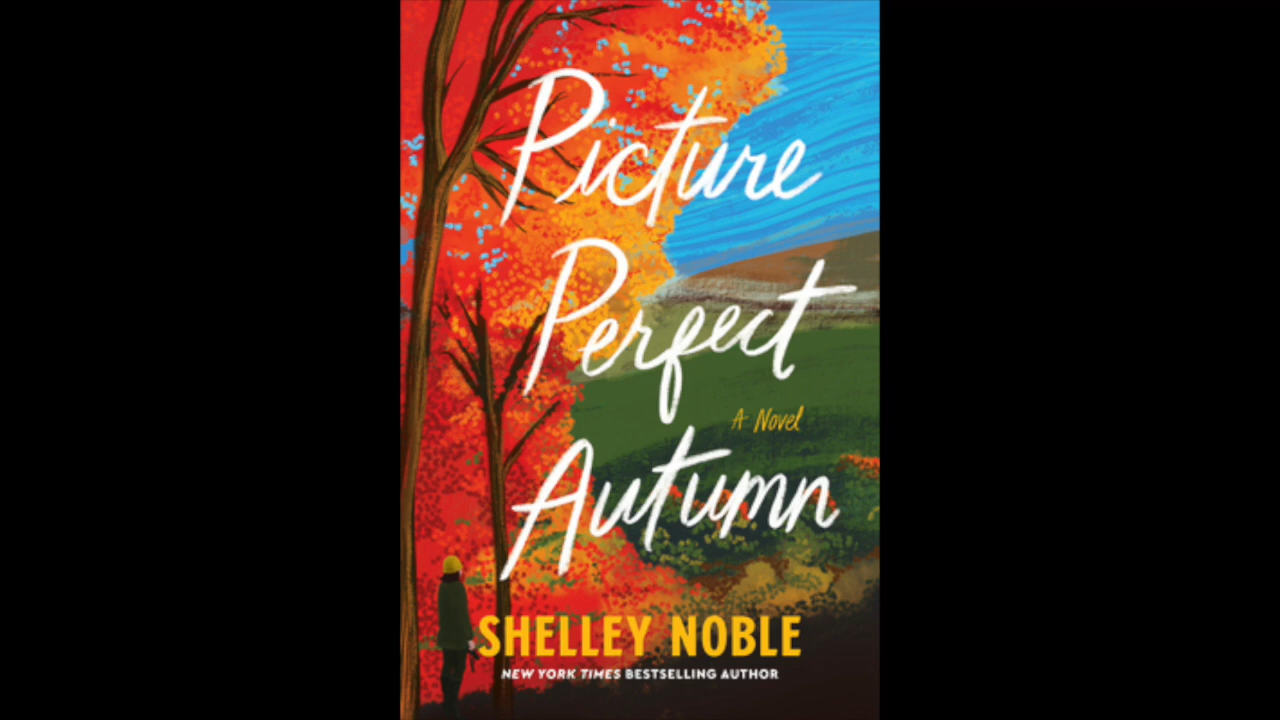 Picture
Perfect
A Novel
Autumn
SHELLEY NOBLE
NEW YORK TIMES BESTSELLING AUTHOR